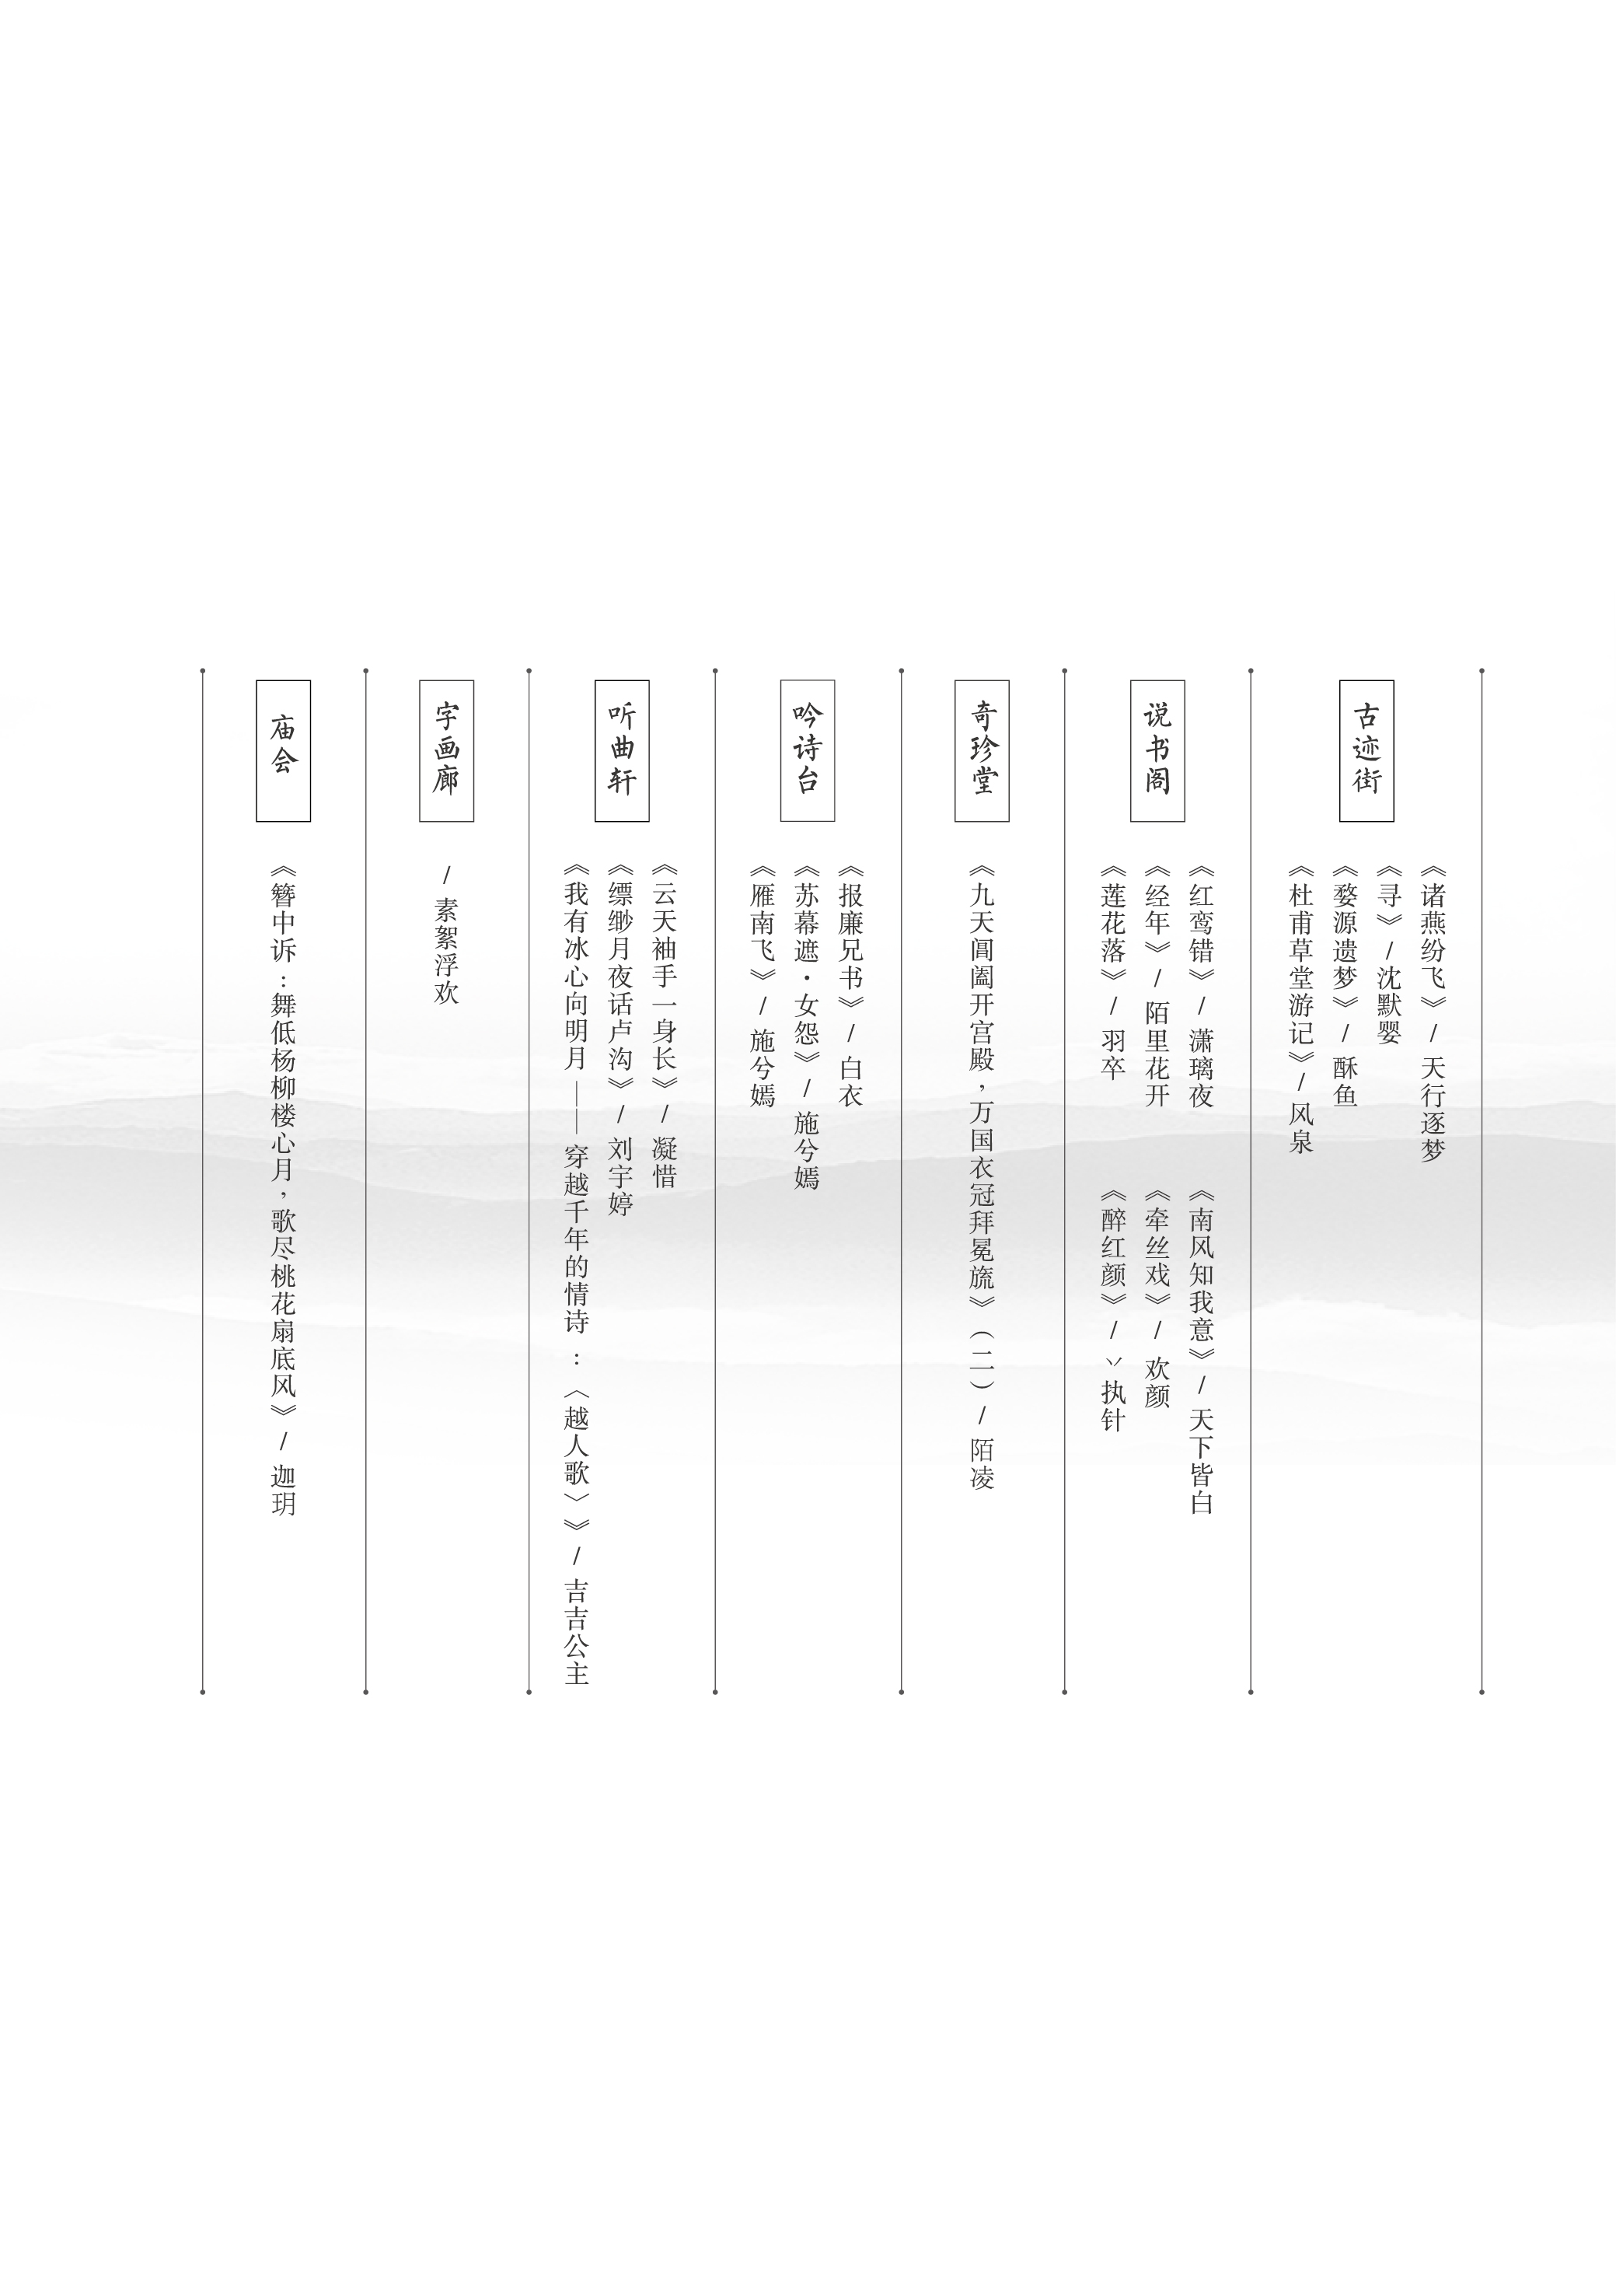 古迹街
《诸燕纷飞》/ 天行逐梦
《寻》/ 沈默婴
《婺源遗梦》/ 酥鱼
《杜甫草堂游记》/ 风泉
说书阁
《红鸾错》/ 潇璃夜
《经年》/ 陌里花开
《莲花落》/ 羽卒
《南风知我意》/ 天下皆白
《牵丝戏》/ 欢颜
《醉红颜》/ 丷执针
奇珍堂
《九天阊阖开宫殿，万国衣冠拜冕旒》（二）/ 陌凌
吟诗台
《报廉兄书》/ 白衣
《苏幕遮·女怨》/ 施兮嫣
《雁南飞》/ 施兮嫣
听曲轩
《云天袖手一身长》/ 凝惜
《缥缈月夜话卢沟》/ 刘宇婷
《我有冰心向明月——穿越千年的情诗：〈越人歌〉》/ 吉吉公主
字画廊
/ 素絮浮欢
庙会
《簪中诉：舞低杨柳楼心月，歌尽桃花扇底风》/ 迦玥